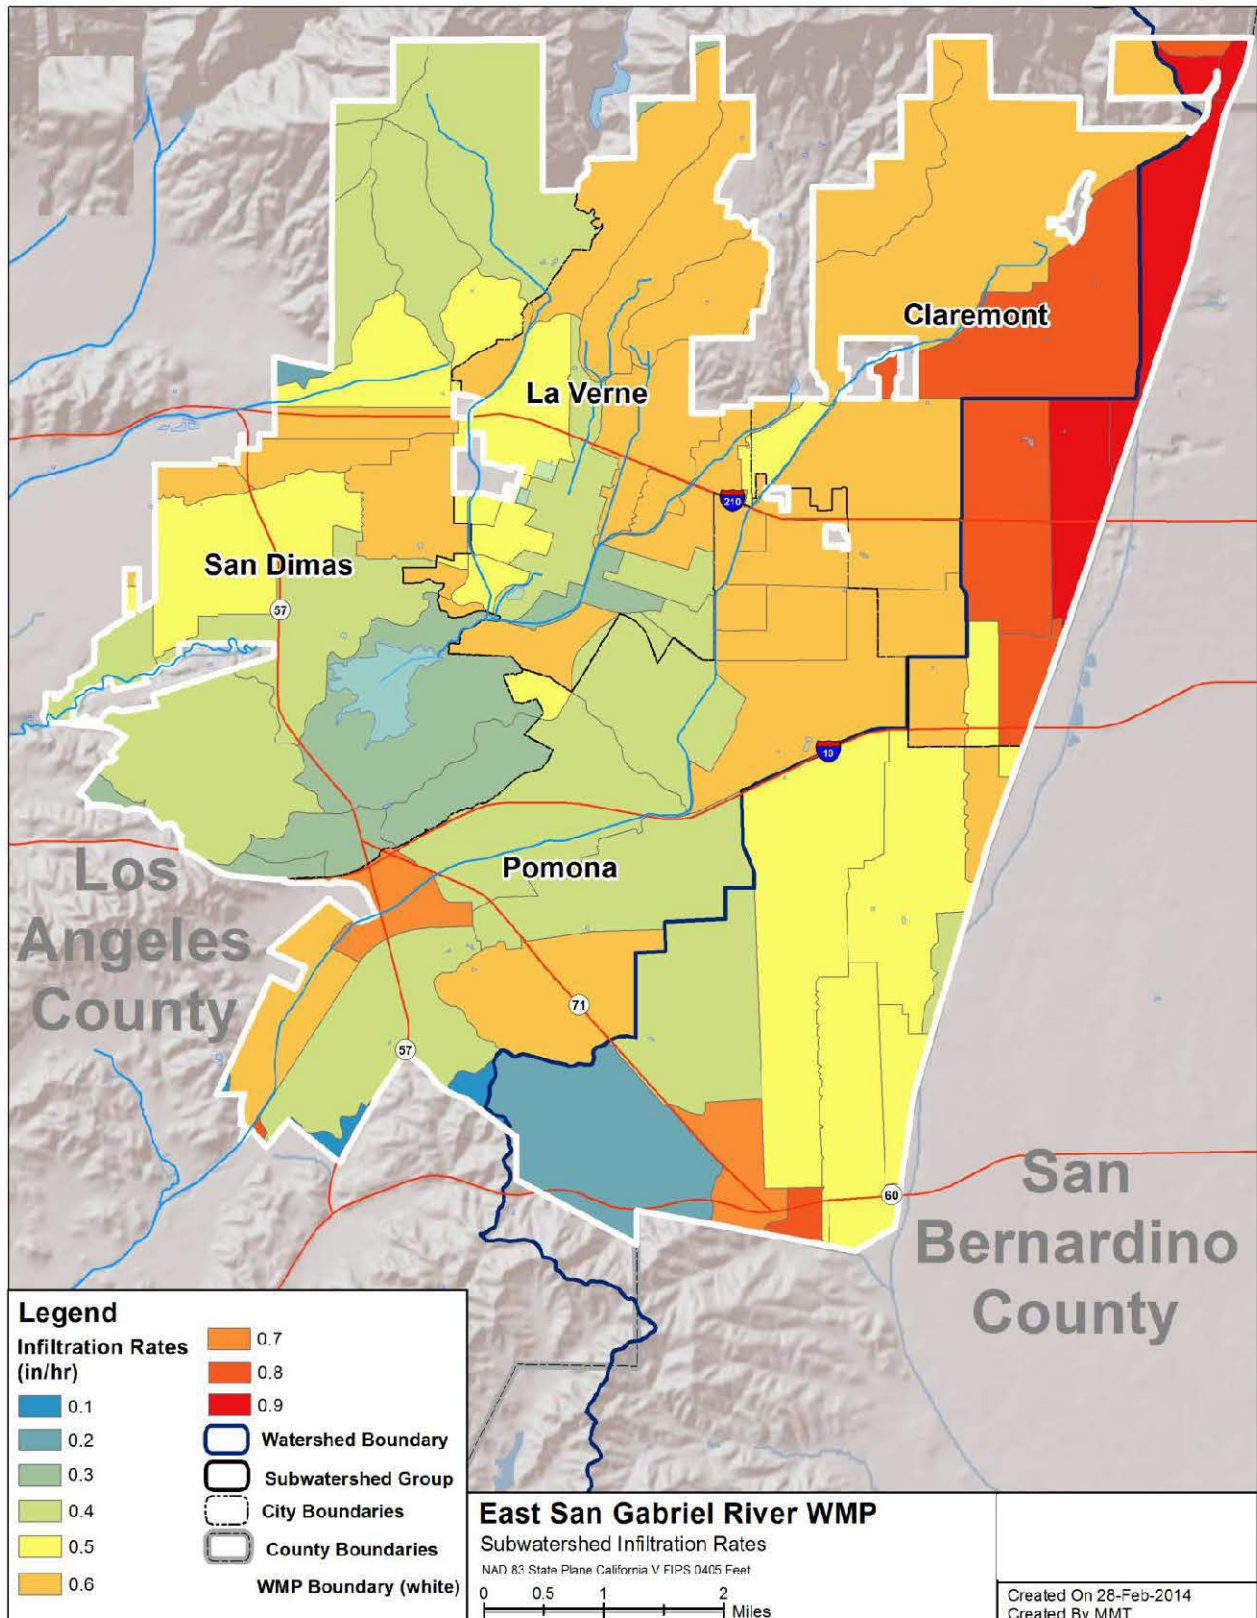 Claremont
La Verne
210
San Dimas
57
10
Pomona
Los
Angeles
County
71
57
60
San
Bernardino
County
Legend
Infiltration Rates
(in/hr)
0.1
0.2
0.3
0.4
0.5
0.6
0.7
0.8
0.9
Watershed Boundary
Subwatershed Group
City Boundaries
County Boundaries
WMP Boundary (white)
East San Gabriel River WMP
Subwatershed Infiltration Rates
NAD 83 State Plane California V FIPS 0405 Feet
0 0.5 1 2
Miles
Created On 28-Feb-2014
Created By MMT